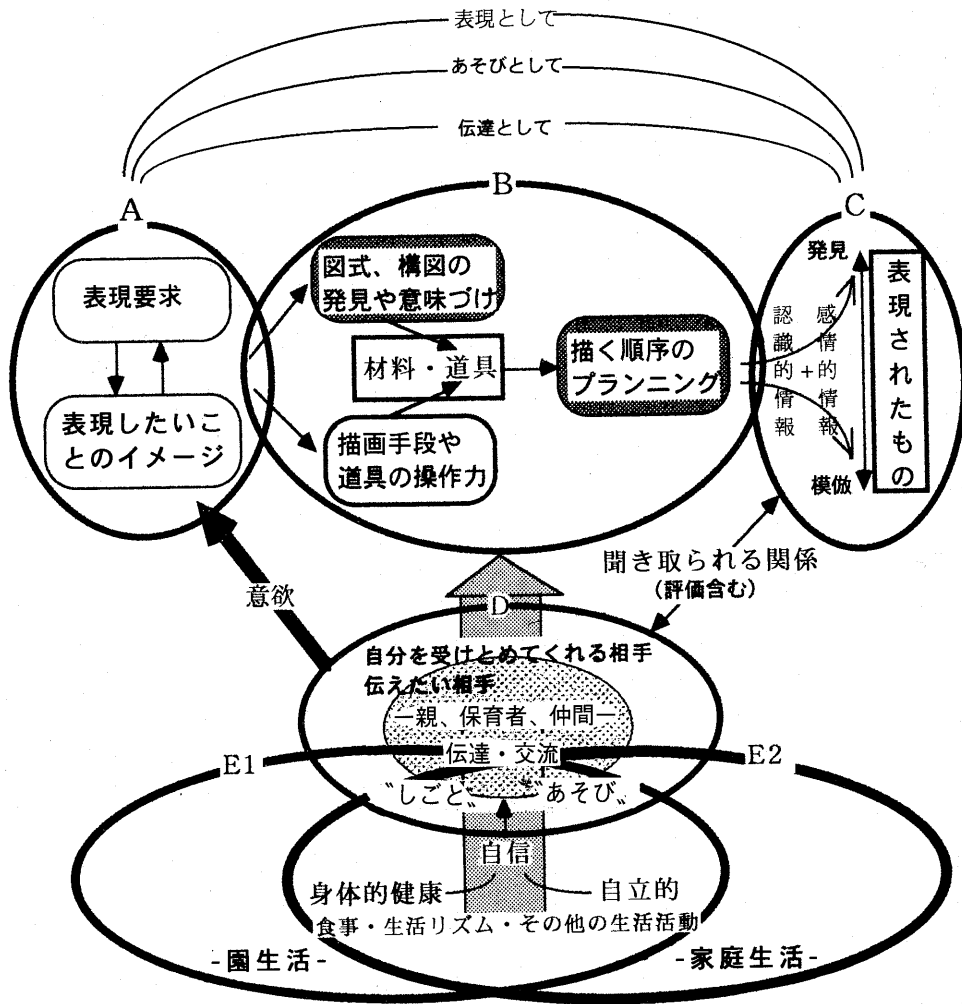 表現として
あそびとして
伝達として
A
B
C
表現要求
表現したいこ
とのイメージ
図式、構図の
発見や意味づけ
材料・道具
描画手段や
道具の操作力
描く順序の
プランニング
発見
認識的情報
+
感情的情報
模倣
表現されたもの
意欲
聞き取られる関係
(評価含む)
D
自分を受けとめてくれる相手
伝えたい相手
―親、保育者、仲間―
伝達・交流
E1
E2
〝しごと〟
〝あそび〟
自信
身体的健康
自立的
食事・生活リズム・その他の生活活動
-園生活-
-家庭生活-